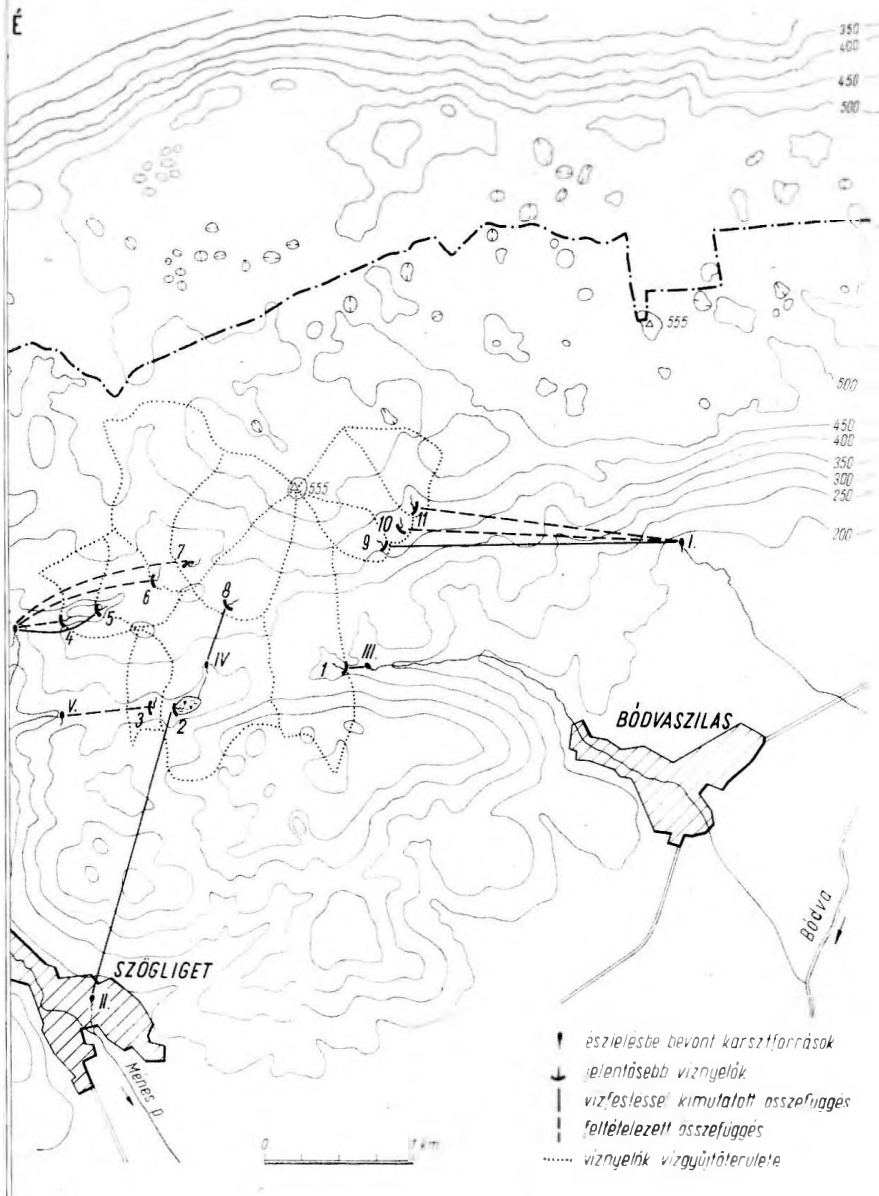 É
350
400
450
500
555
500
450
400
350
300
250
200
555
11
10
9
I.
7
6
8
5
4
IV
1
III.
V.
3
2
BÓDVASZILAS
Bódva
SZÖGLIGET
II.
Ménes p.
észlelésbe bevont karsztforrások
jelentősebb víznyelők
vízfestéssel kimutatott összefüggés
feltételezett összefüggés
víznyelők vízgyűjtőterülete
0 1 km